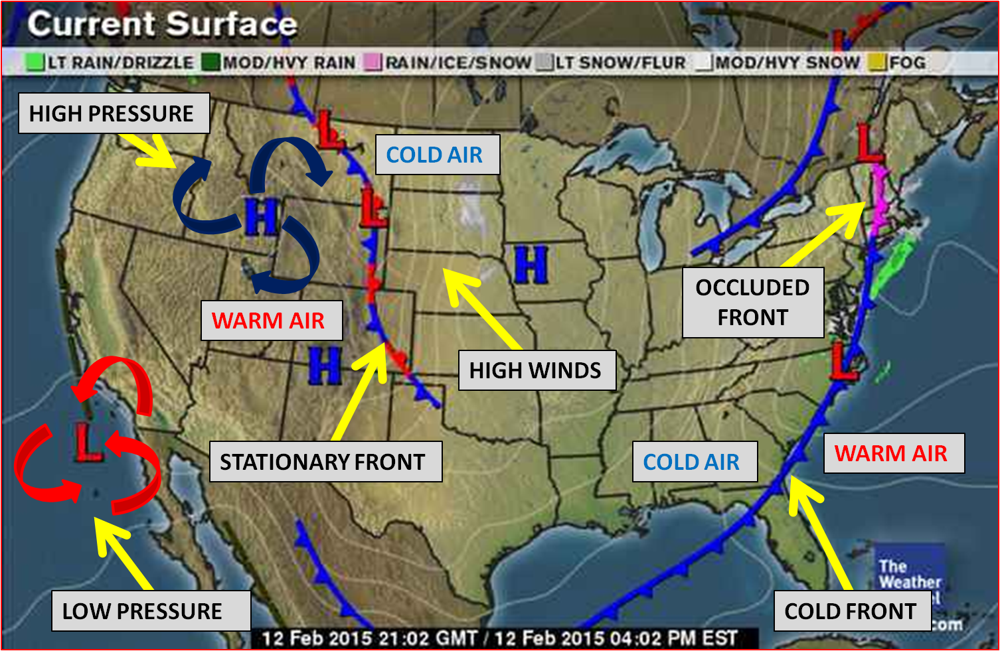 Current Surface
LT RAIN/DRIZZLE MOD/HVY RAIN RAIN/ICE/SNOW LT SNOW/FLUR MOD/HVY SNOW FOG
HIGH PRESSURE
L
L
COLD AIR
L
L
H
H
OCCLUDED
FRONT
WARM AIR
H
L
HIGH WINDS
L
STATIONARY FRONT
COLD AIR
WARM AIR
The
Weather
LOW PRESSURE
COLD FRONT
com
12 Feb 2015 21:02 GMT / 12 Feb 2015 04:02 PM EST